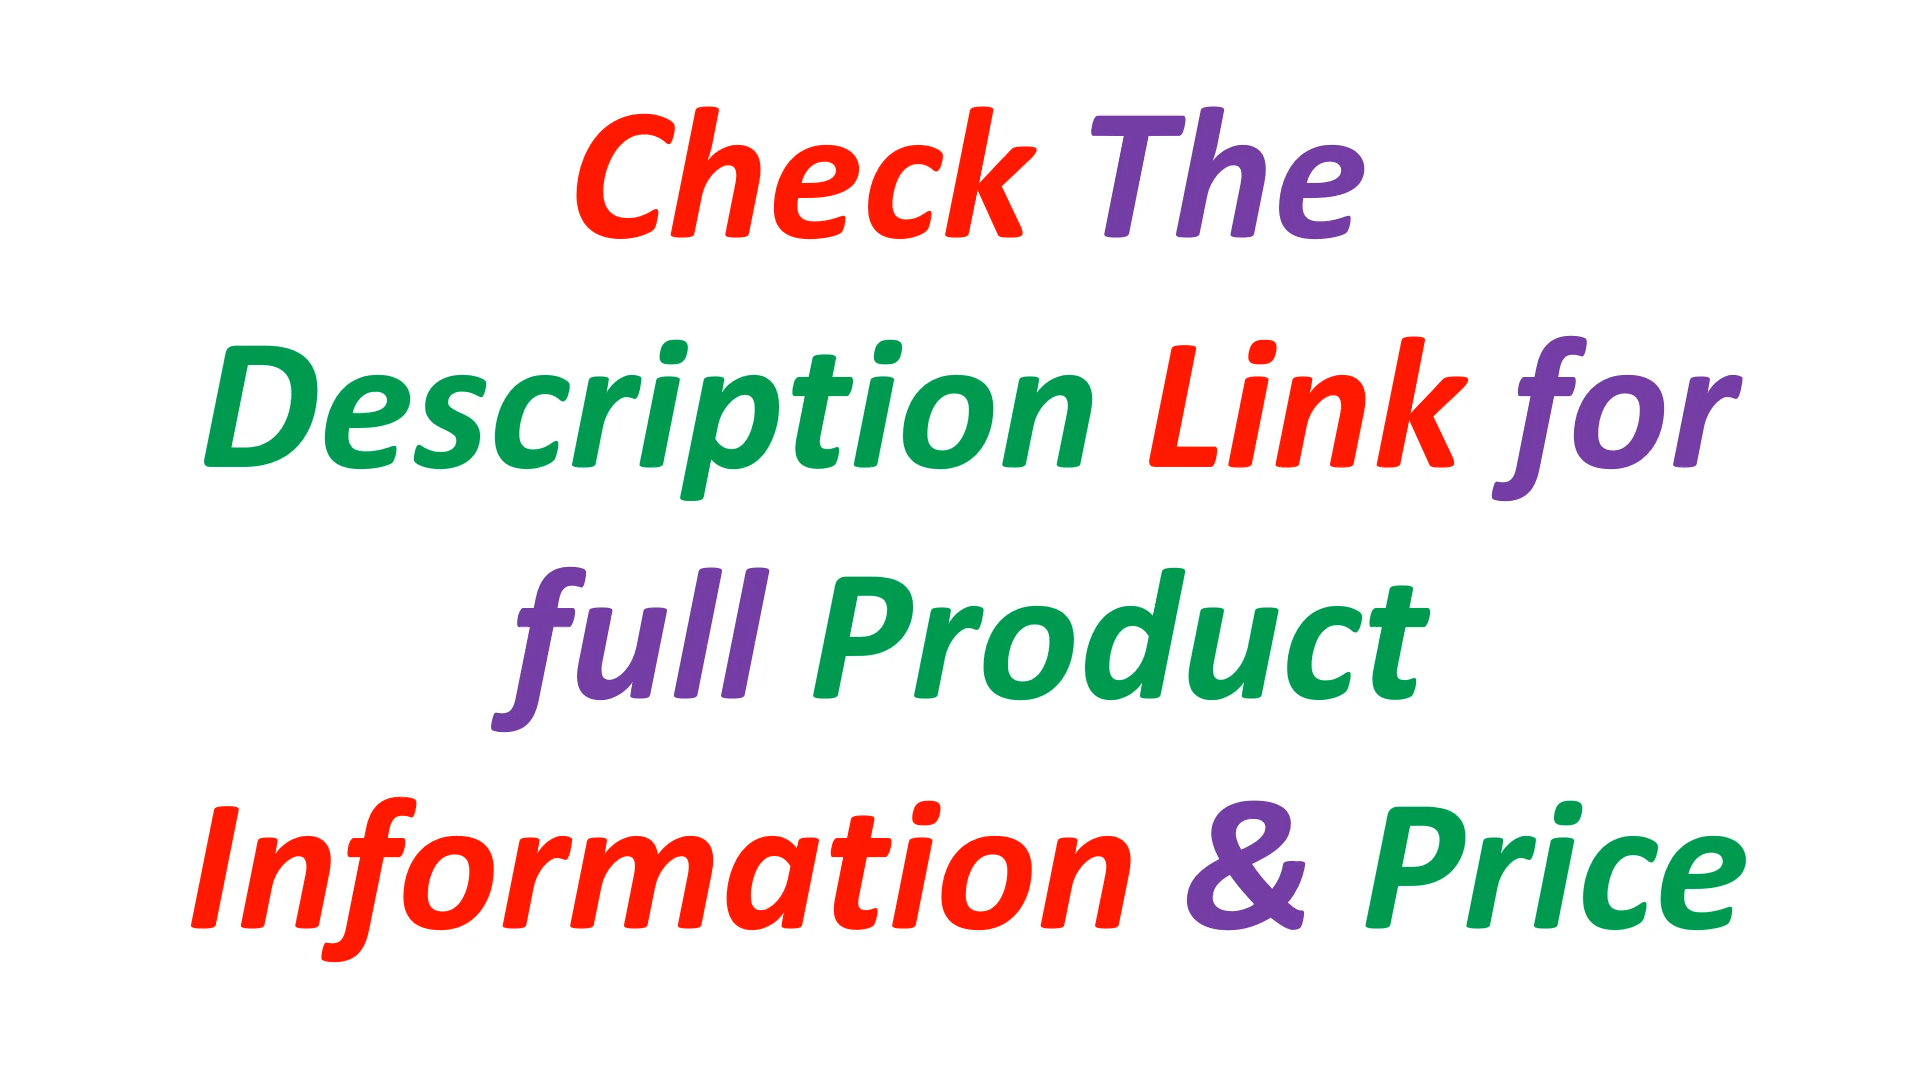 Check The
Description Link for
full Product
Information & Price